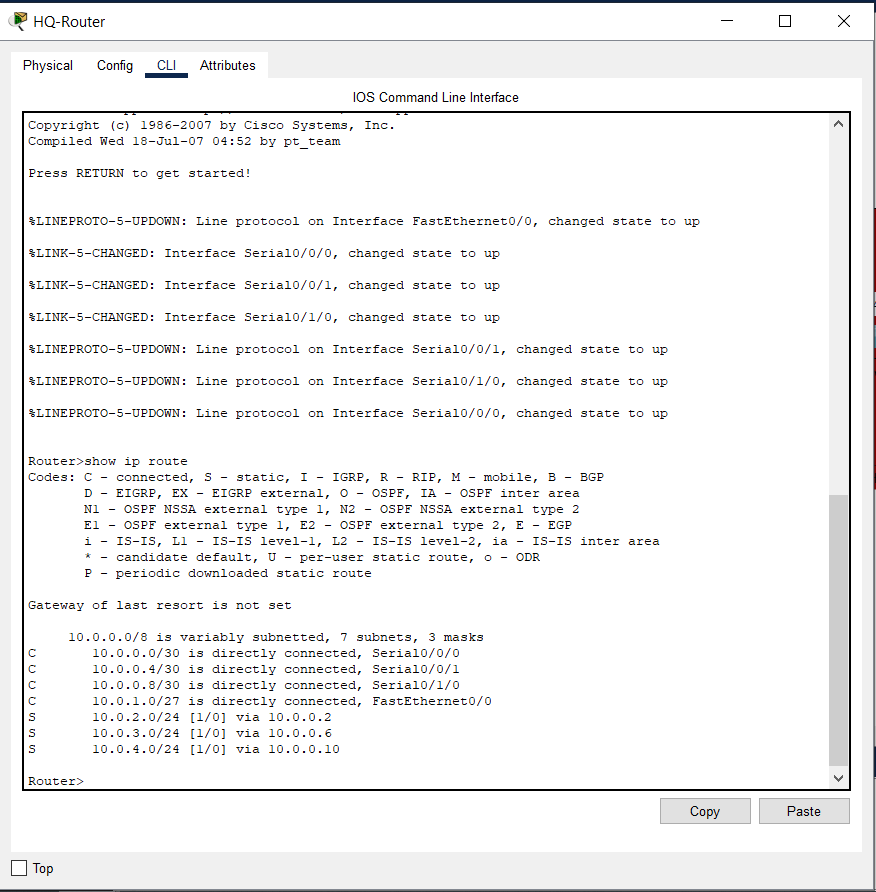 HQ-Router
Physical Config CLI Attributes
IOS Command Line Interface
Copyright (c) 1986-2007 by Cisco Systems, Inc.
Compiled Wed 18-Jul-07 04:52 by pt_team
Press RETURN to get started!
%LINEPROTO-5-UPDOWN: Line protocol on Interface FastEthernet0/0, changed state to up
%LINK-5-CHANGED: Interface Serial0/0/0, changed state to up
%LINK-5-CHANGED: Interface Serial0/0/1, changed state to up
%LINK-5-CHANGED: Interface Serial0/1/0, changed state to up
%LINEPROTO-5-UPDOWN: Line protocol on Interface Serial0/0/1, changed state to up
%LINEPROTO-5-UPDOWN: Line protocol on Interface Serial0/1/0, changed state to up
%LINEPROTO-5-UPDOWN: Line protocol on Interface Serial0/0/0, changed state to up
Router>show ip route
Codes: C - connected, S - static, I - IGRP, R - RIP, M - mobile, B - BGP
D - EIGRP, EX - EIGRP external, O - OSPF, IA - OSPF inter area
N1 - OSPF NSSA external type 1, N2 - OSPF NSSA external type 2
E1 - OSPF external type 1, E2 - OSPF external type 2, E - EGP
i - IS-IS, L1 - IS-IS level-1, L2 - IS-IS level-2, ia - IS-IS inter area
* - candidate default, U - per-user static route, o - ODR
P - periodic downloaded static route
Gateway of last resort is not set
10.0.0.0/8 is variably subnetted, 7 subnets, 3 masks
C 10.0.0.0/30 is directly connected, Serial0/0/0
C 10.0.0.4/30 is directly connected, Serial0/0/1
C 10.0.0.8/30 is directly connected, Serial0/1/0
C 10.0.1.0/27 is directly connected, FastEthernet0/0
S 10.0.2.0/24 [1/0] via 10.0.0.2
S 10.0.3.0/24 [1/0] via 10.0.0.6
S 10.0.4.0/24 [1/0] via 10.0.0.10
Router>
Copy Paste
Top